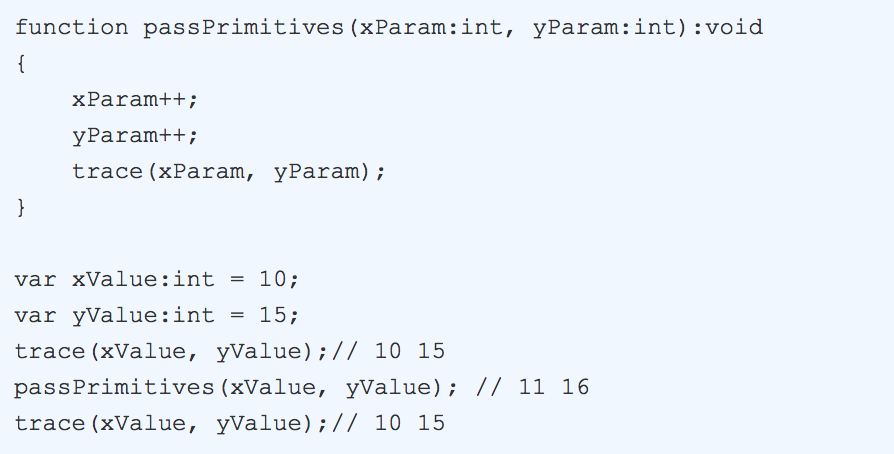 function passPrimitives(xParam:int, yParam:int):void
{
    xParam++;
    yParam++;
    trace(xParam, yParam);
}

var xValue:int = 10;
var yValue:int = 15;
trace(xValue, yValue);// 10 15
passPrimitives(xValue, yValue); // 11 16
trace(xValue, yValue);// 10 15